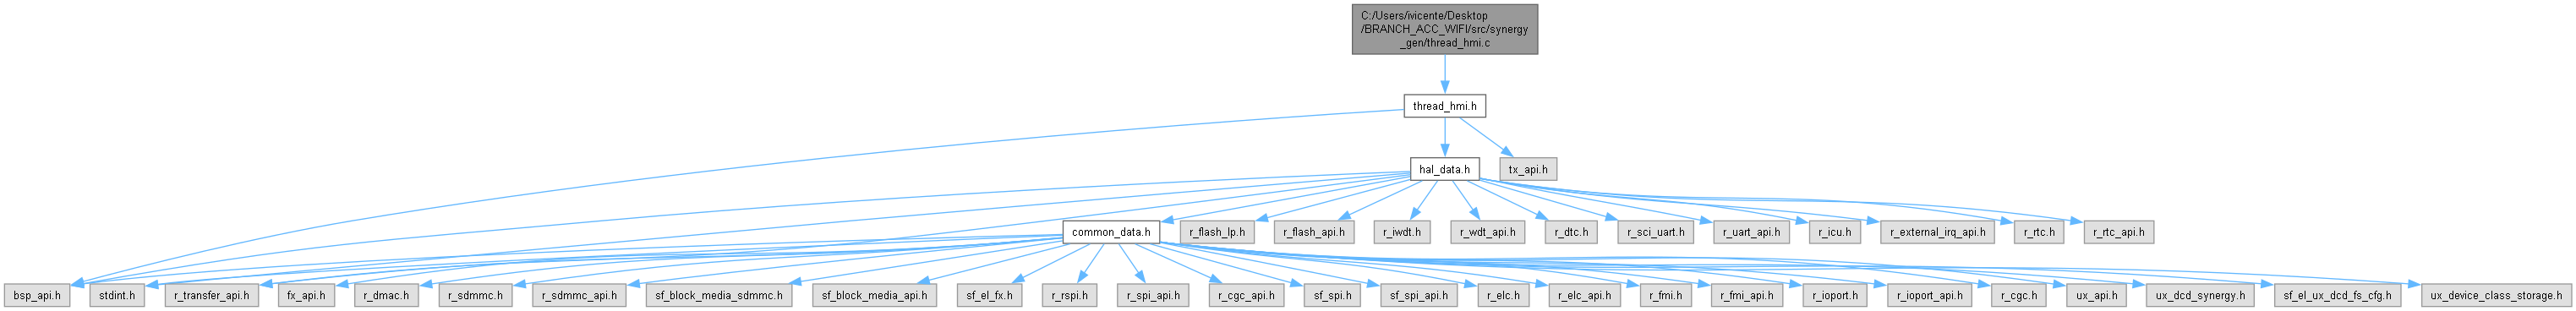 C:/Users/ivicente/Desktop
/BRANCH_ACC_WIFI/src/synergy
_gen/thread_hmi.c
thread_hmi.h
hal_data.h
tx_api.h
common_data.h
r_flash_lp.h
r_flash_api.h
r_iwdt.h
r_wdt_api.h
r_dtc.h
r_sci_uart.h
r_uart_api.h
r_icu.h
r_external_irq_api.h
r_rtc.h
r_rtc_api.h
bsp_api.h
stdint.h
r_transfer_api.h
fx_api.h
r_dmac.h
r_sdmmc.h
r_sdmmc_api.h
sf_block_media_sdmmc.h
sf_block_media_api.h
sf_el_fx.h
r_rspi.h
r_spi_api.h
r_cgc_api.h
sf_spi.h
sf_spi_api.h
r_elc.h
r_elc_api.h
r_fmi.h
r_fmi_api.h
r_ioport.h
r_ioport_api.h
r_cgc.h
ux_api.h
ux_dcd_synergy.h
sf_el_ux_dcd_fs_cfg.h
ux_device_class_storage.h